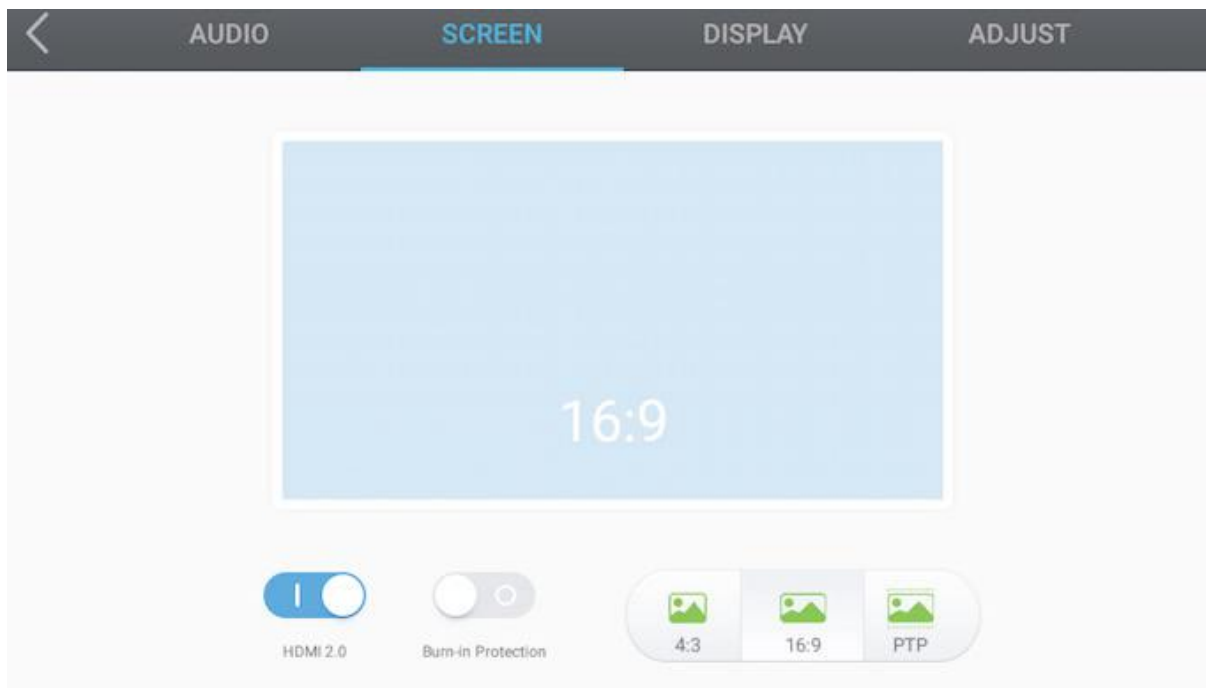 AUDIO SCREEN DISPLAY ADJUST
16:9
HDMI 2.0 Burn-in Protection 4:3 16:9 PTP